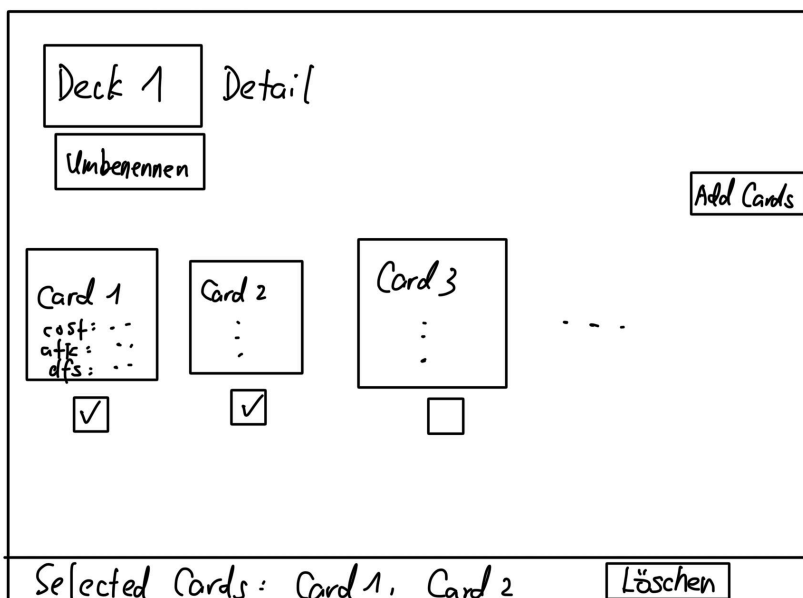 Deck 1 Detail
Umbenennen
Add Cards
Card 1
cost: --
atk: --
dfs: --
Card 2
Card 3
Selected Cards: Card 1, Card 2
Löschen